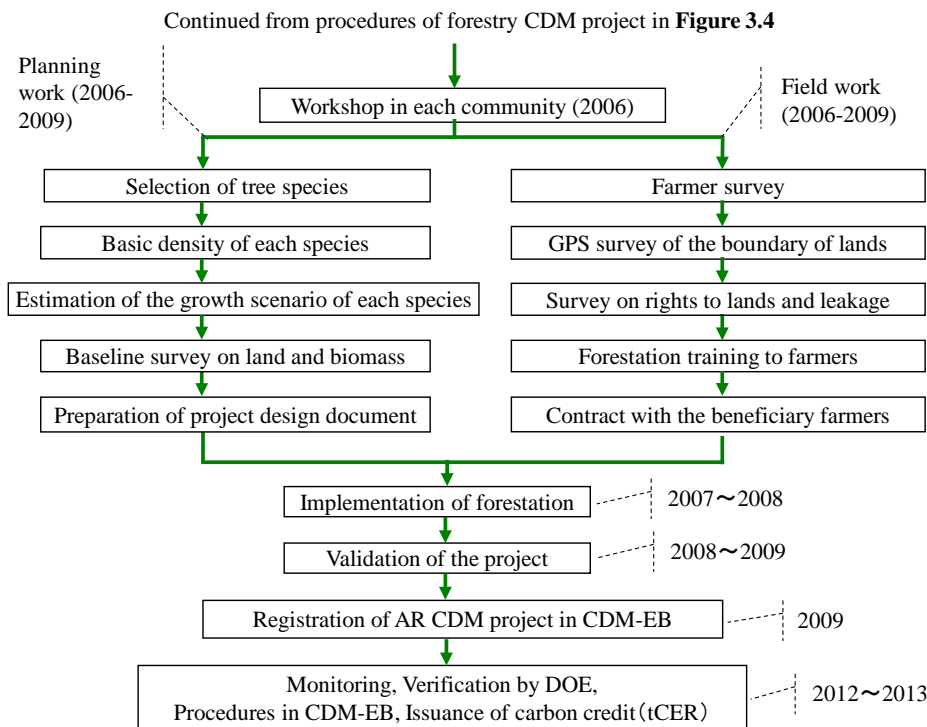 Continued from procedures of forestry CDM project in Figure 3.4
Planning
work (2006-
2009)
Field work
(2006-2009)
Workshop in each community (2006)
Selection of tree species
Basic density of each species
Estimation of the growth scenario of each species
Baseline survey on land and biomass
Preparation of project design document
Farmer survey
GPS survey of the boundary of lands
Survey on rights to lands and leakage
Forestation training to farmers
Contract with the beneficiary farmers
Implementation of forestation
2007～2008
Validation of the project
2008～2009
Registration of AR CDM project in CDM-EB
2009
Monitoring, Verification by DOE,
Procedures in CDM-EB, Issuance of carbon credit（tCER）
2012～2013